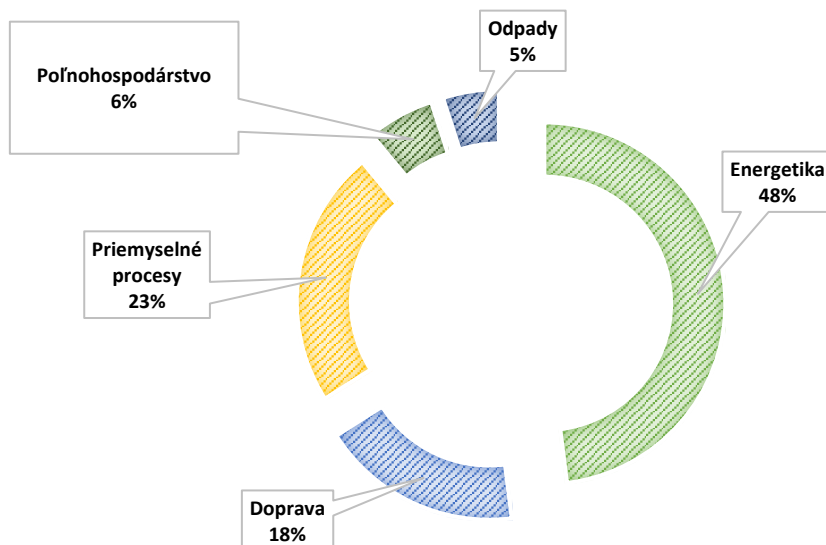 Odpady
5%
Poľnohospodárstvo
6%
Energetika
48%
Priemyselné
procesy
23%
Doprava
18%